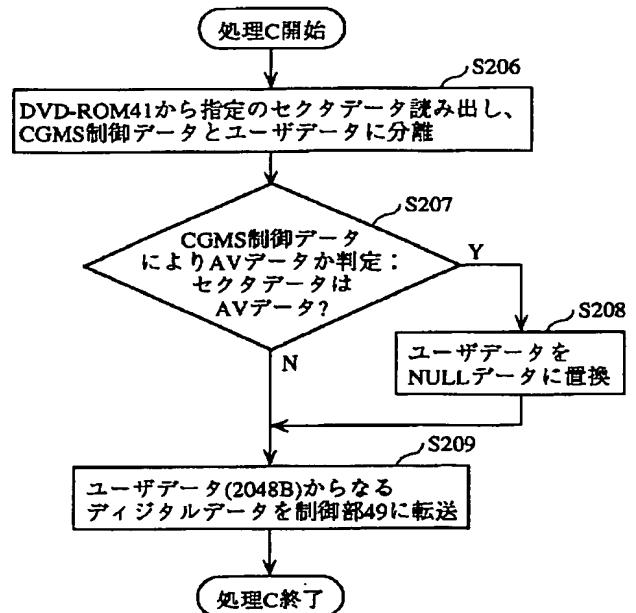 処理C開始
S206
DVD-ROM41から指定のセクタデータ読み出し、
CGMS制御データとユーザデータに分離
S207
CGMS制御データ
によりAVデータか判定：
セクタデータは
AVデータ?
Y
S208
ユーザデータを
NULLデータに置換
N
S209
ユーザデータ(2048B)からなる
ディジタルデータを制御部49に転送
処理C終了